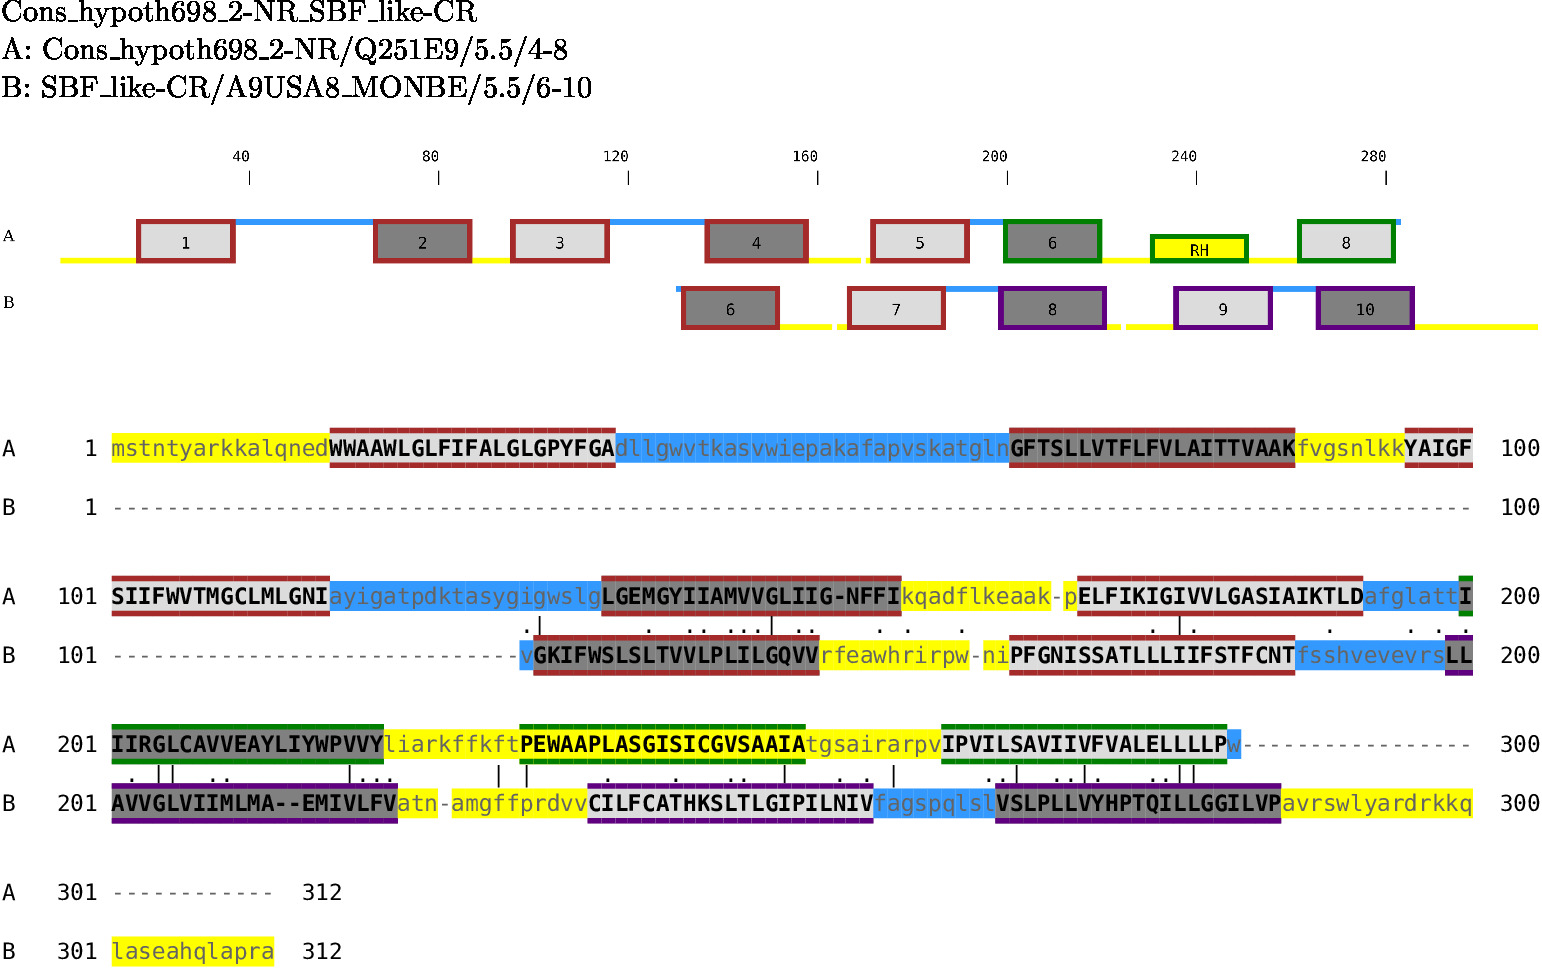 Cons_hypoth698_2-NR_SBF_like-CR
A: Cons_hypoth698_2-NR/Q251E9/5.5/4-8
B: SBF_like-CR/A9USA8_MONBE/5.5/6-10
40 80 120 160 200 240 280
A 1 2 3 4 5 6 RH 8
B 6 7 8 9 10
A 1 mstntyarkkalqnedWWAAWLGLFIFALGLGPYFGAdllgwvtkasvwiepakafapvskatglnGFTSLLVTFLFVLAITTVAAKfvgsnlkkYAIGF 100
B 1 ---------------------------------------------------------------------------------------------------- 100
A 101 SIIFWVTMGCLMLGNIayigatpdktasygigwslgLGEMGYIIAMVVGLIIG-NFFIkqadflkeaak-pELFIKIGIVVLGASIAIKTLDafglattI 200
B 101 ------------------------------vGKIFWSLSLTVVLPLILGQVVrfeawhrirpw-niPFGNISSATLLLIIFSTFCNTfsshvevevrsLL 200
A 201 IIRGLCAVVEAYLIYWPVVYliarkffkftPEWAAPLASGISICGVSAAIAtgsairarpvIPVILSAVIIVFVALELLLLPw----------------- 300
B 201 AVVGLVIIMLMA--EMIVLFVatn-amgffprdvvCILFCATHKSLTLGIPILNIVfagspqlslVSLPLLVYHPTQILLGGILVPavrswlyardrkkq 300
A 301 ------------ 312
B 301 laseahqlapra 312